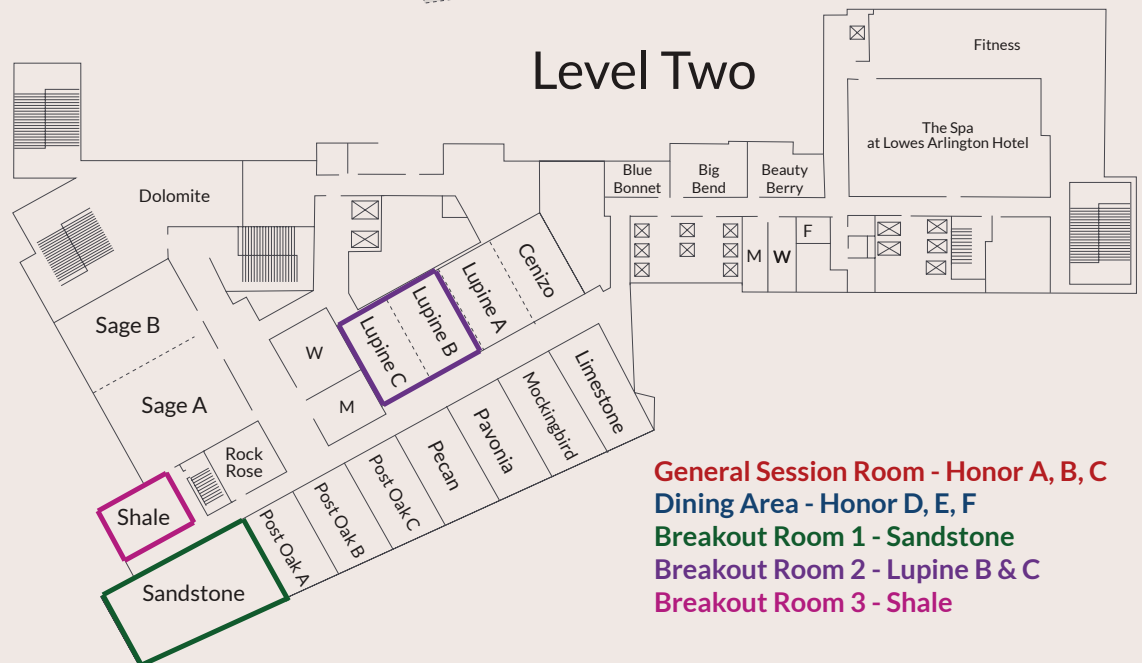 Level Two
Fitness
The Spa
at Lowes Arlington Hotel
Blue
Bonnet
Big
Bend
Beauty
Berry
Dolomite
F
M
W
Cenizo
Lupine A
Lupine B
Lupine C
Sage B
W
Sage A
M
Rock
Rose
Limestone
Mockingbird
Pavonia
Pecan
Post Oak C
Post Oak B
Post Oak A
Shale
Sandstone
General Session Room - Honor A, B, C
Dining Area - Honor D, E, F
Breakout Room 1 - Sandstone
Breakout Room 2 - Lupine B & C
Breakout Room 3 - Shale